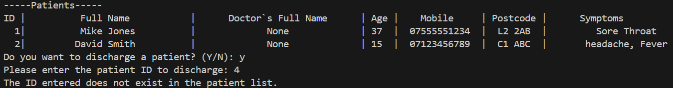 -----Patients-----
ID |          Full Name           |      Doctor`s Full Name      | Age |    Mobile     | Postcode |      Symptoms
  1|          Mike Jones          |             None             | 37  |  07555551234  |  L2 2AB  |         Sore Throat
  2|         David Smith          |             None             | 15  |  07123456789  |  C1 ABC  |       headache, Fever
Do you want to discharge a patient? (Y/N): y
Please enter the patient ID to discharge: 4
The ID entered does not exist in the patient list.